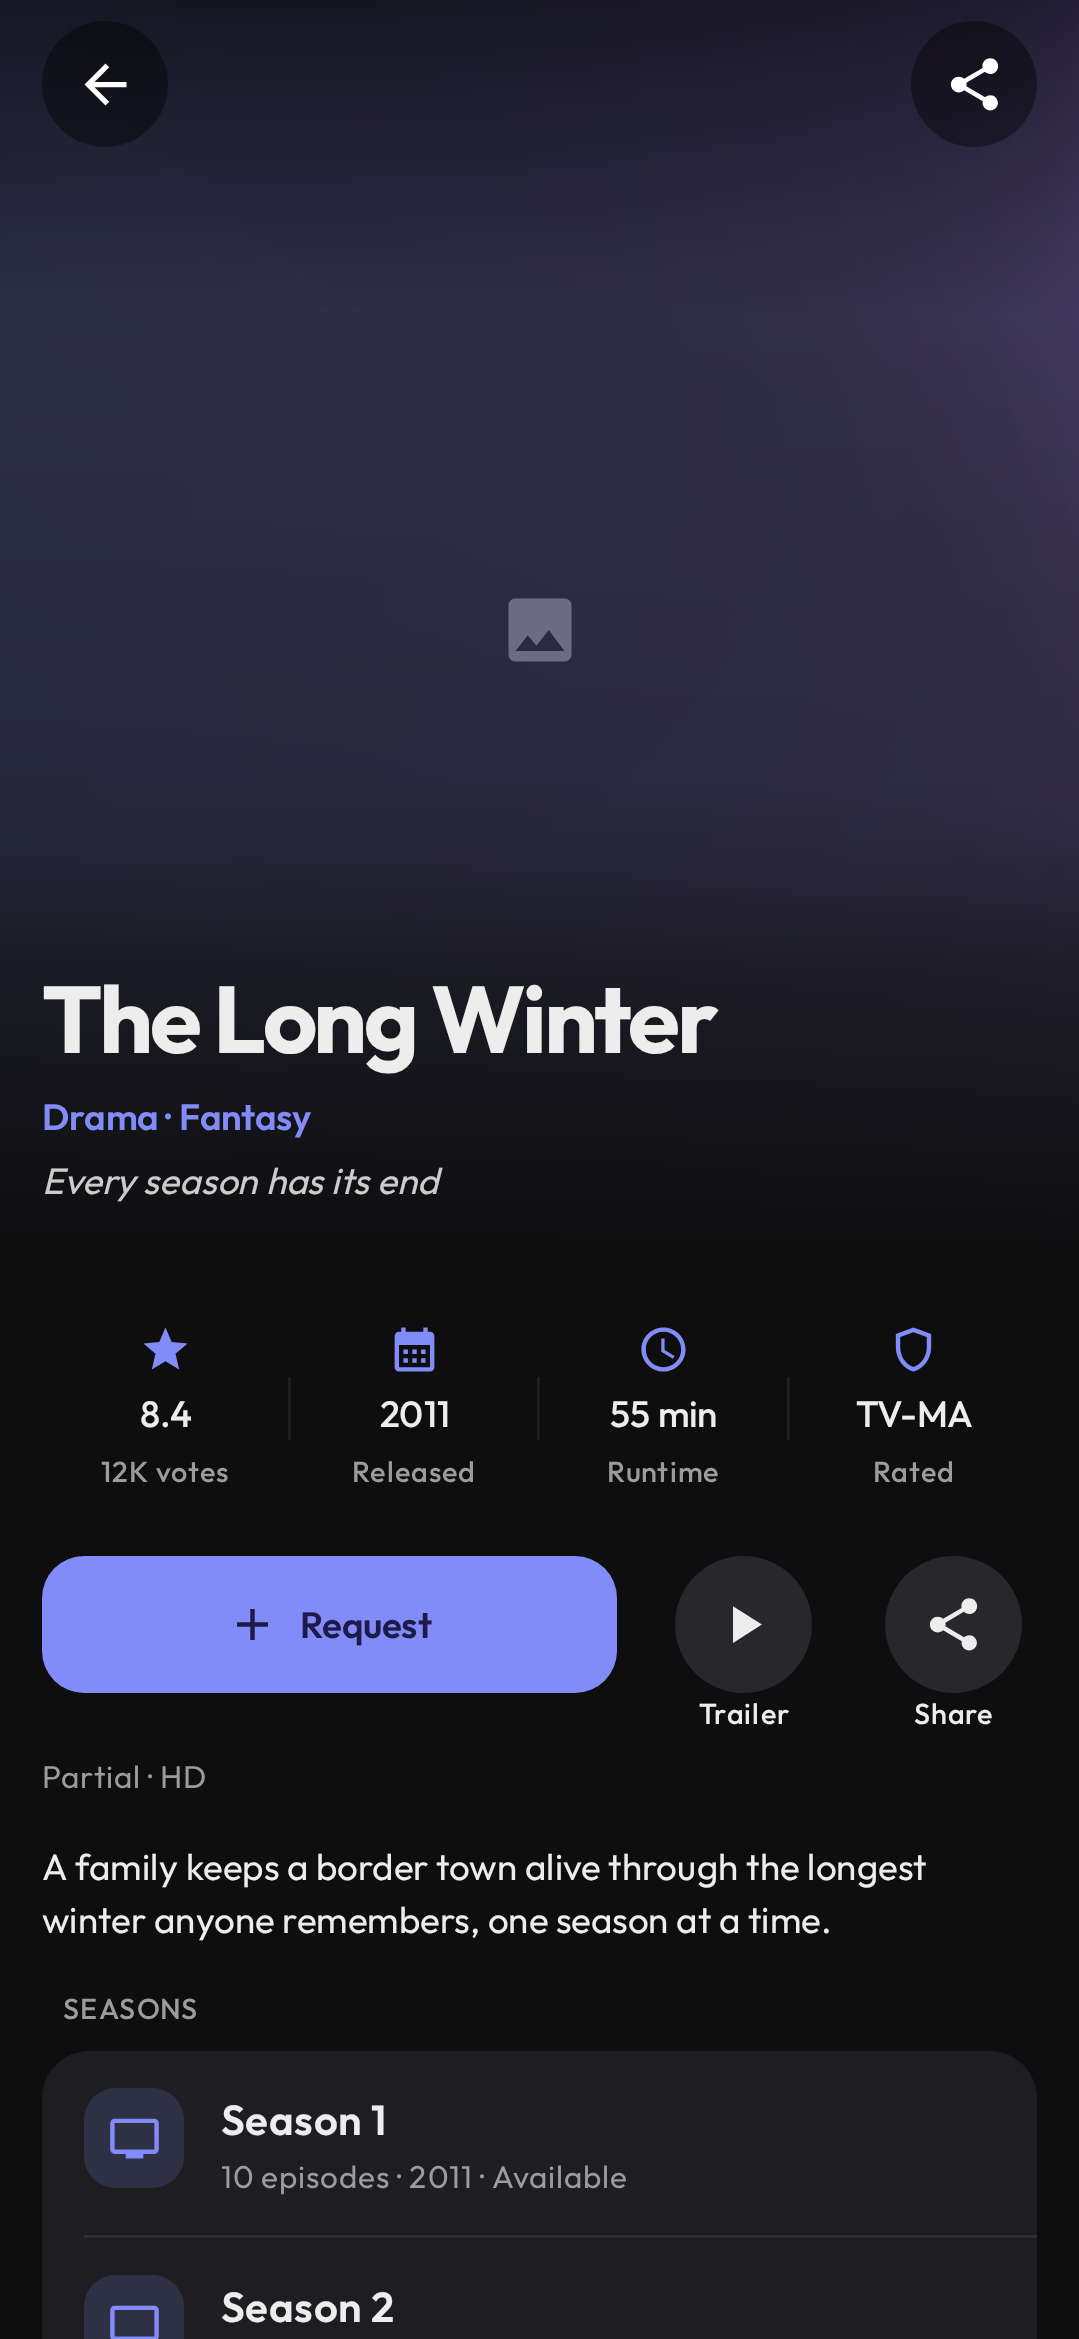 The Long Winter
Drama · Fantasy
Every season has its end
8.4
12K votes
2011
Released
55 min
Runtime
TV-MA
Rated
Request
Trailer
Share
Partial · HD
A family keeps a border town alive through the longest
winter anyone remembers, one season at a time.
SEASONS
Season 1
10 episodes · 2011 · Available
Season 2